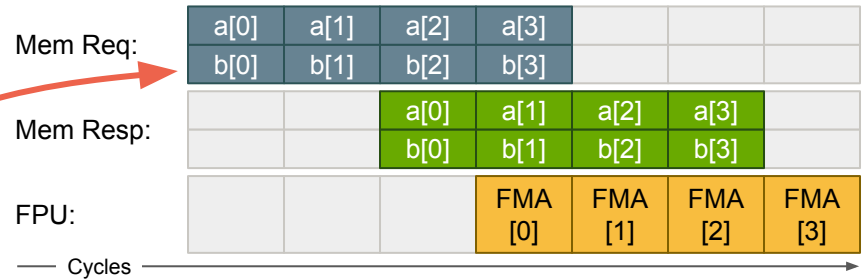 Mem Req:
a[0] a[1] a[2] a[3]
b[0] b[1] b[2] b[3]
Mem Resp:
a[0] a[1] a[2] a[3]
b[0] b[1] b[2] b[3]
FPU:
FMA FMA FMA FMA
[0] [1] [2] [3]
Cycles